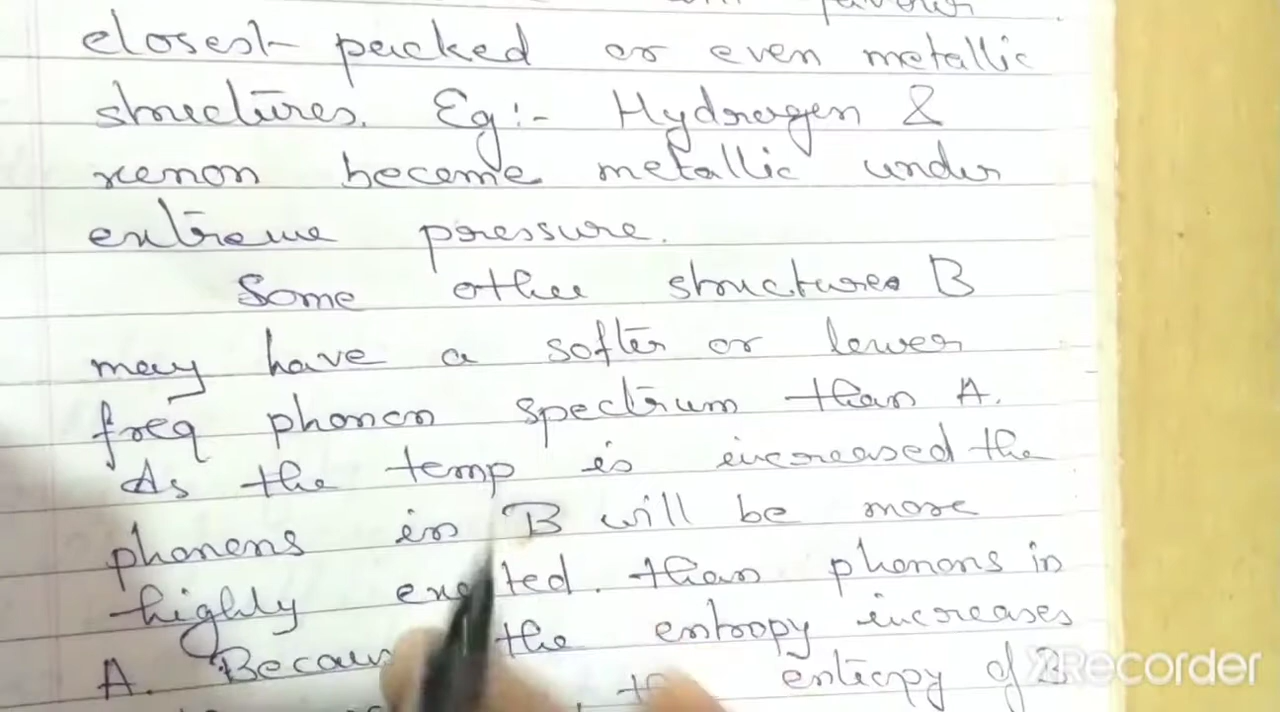 closest packed or even metallic
structures. Eg:- Hydrogen &
xenon become metallic under
extreme pressure.
Some other structures B
may have a softer or lower
freq phonon spectrum than A.
As the temp is increased the
phonons in B will be more
highly than phonons in
A. the entropy increases
entropy of B
XRecorder